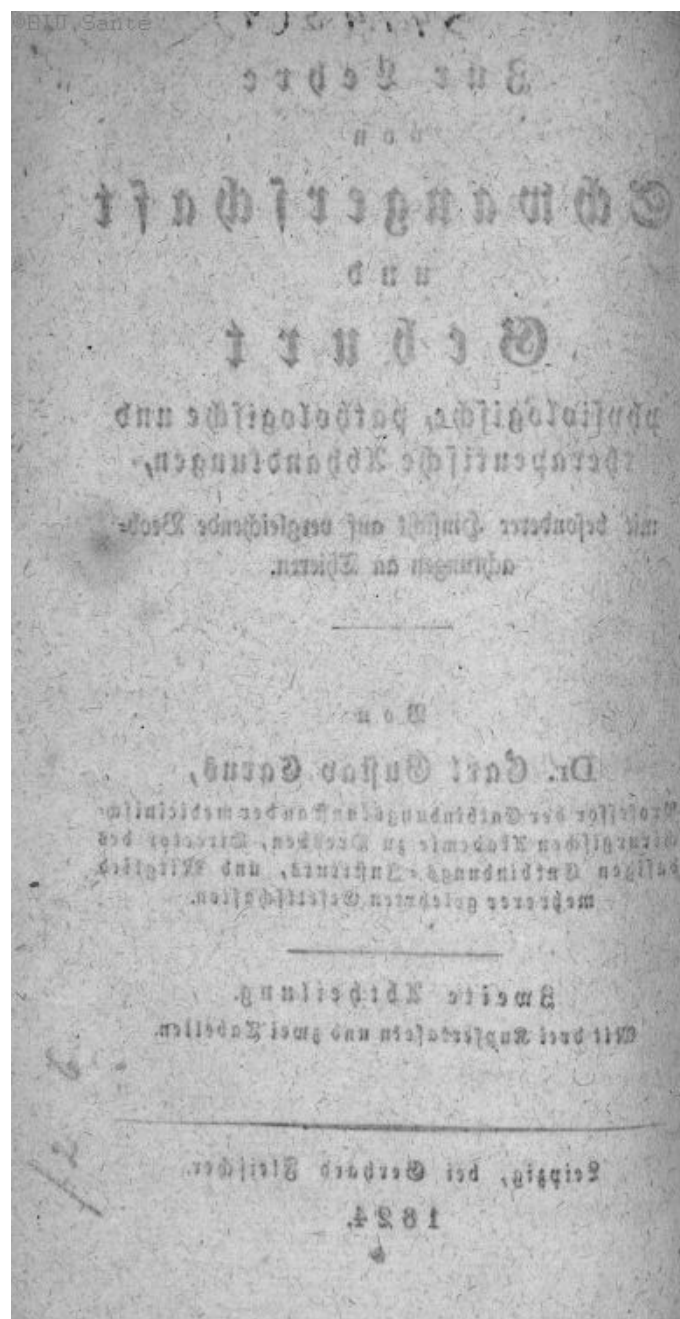 ©BIU Santé
Zur Lehre
von
Schwangerschaft
und
Geburt
physiologische, pathologische und
therapeutische Abhandlungen,
mit besonderer Hinsicht auf vergleichende Beob-
achtungen an Thieren.
Von
Dr. Carl Gustav Carus,
Professor der Entbindungskunst an der medicinisch-
chirurgischen Akademie zu Dresden, Director des
dasigen Entbindungs-Instituts, und Mitglied
mehrerer gelehrten Gesellschaften.
Zweite Abtheilung.
Mit drei Kupfertafeln und zwei Tabellen.
Leipzig, bei Gerhard Fleischer.
1824.